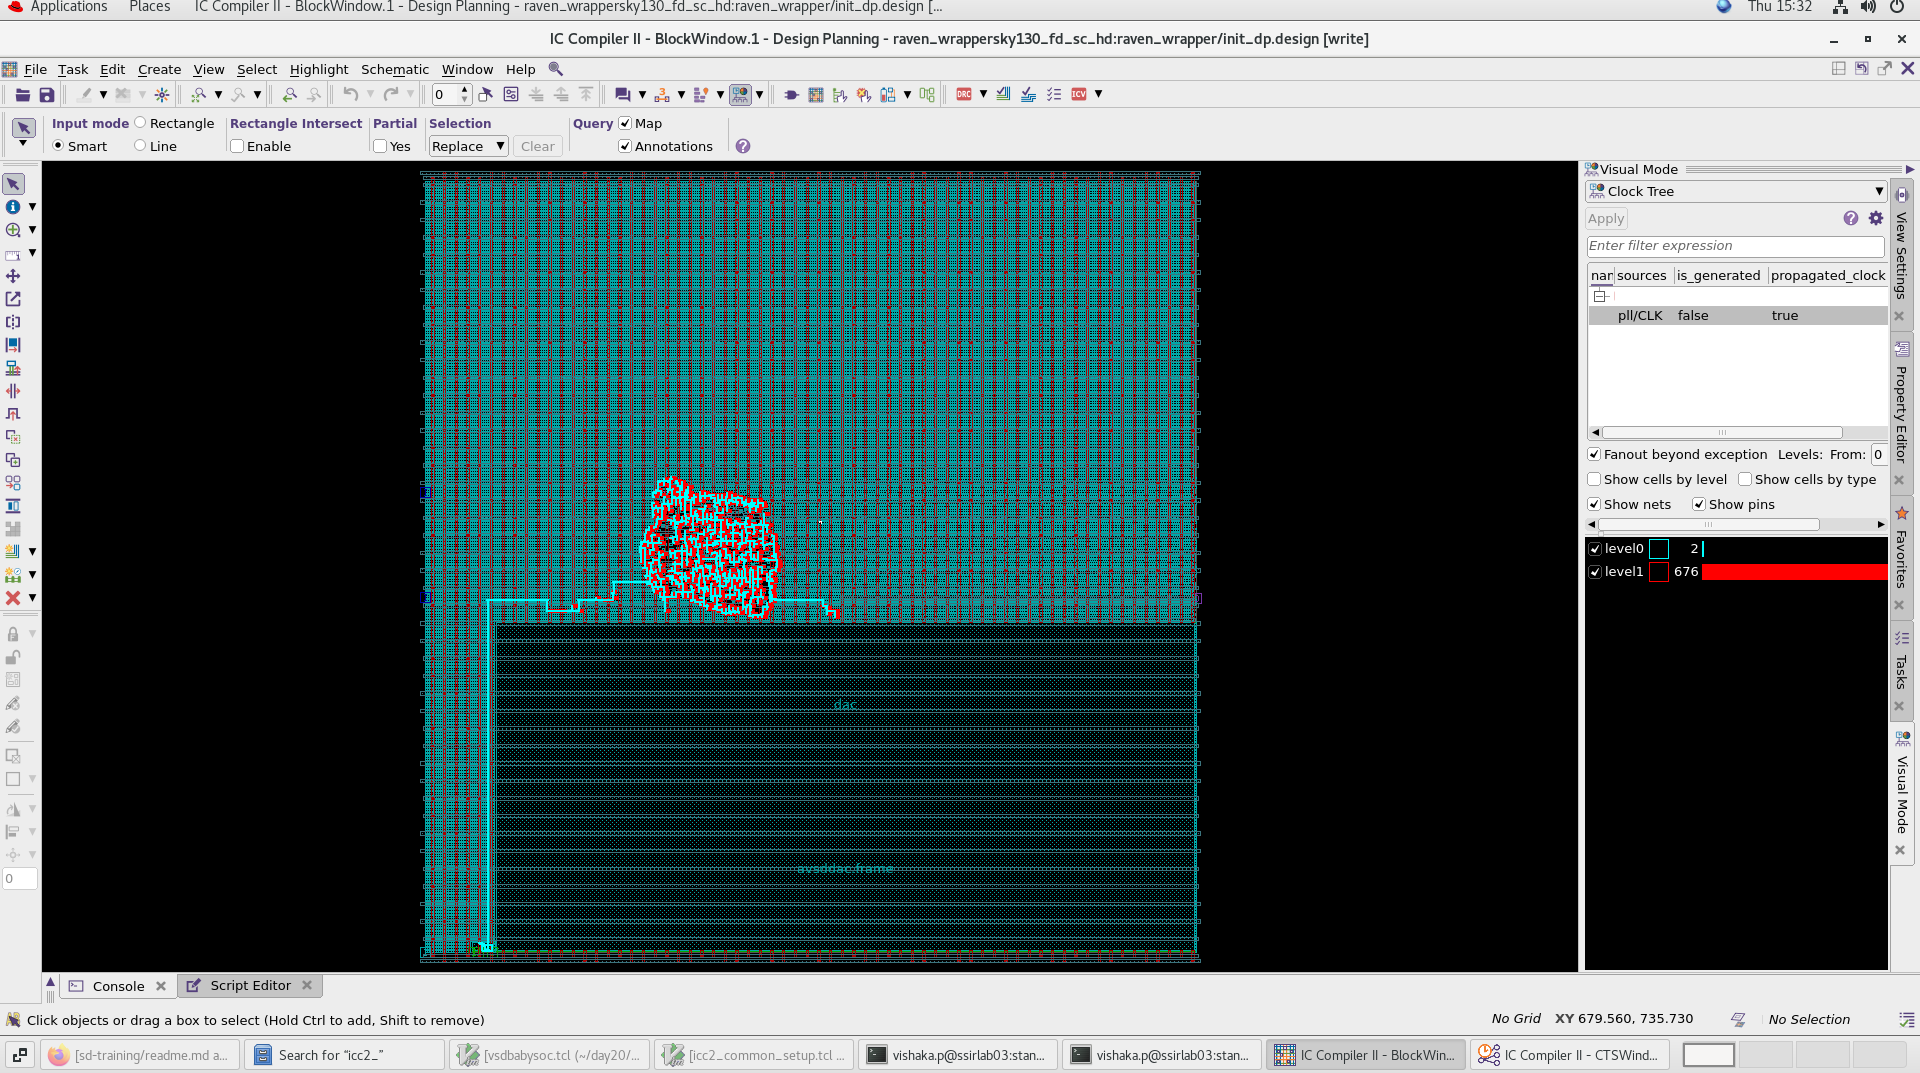 Applications Places IC Compiler II - BlockWindow.1 - Design Planning - raven_wrappersky130_fd_sc_hd:raven_wrapper/init_dp.design [... Thu 15:32
IC Compiler II - BlockWindow.1 - Design Planning - raven_wrappersky130_fd_sc_hd:raven_wrapper/init_dp.design [write]
File Task Edit Create View Select Highlight Schematic Window Help
0 DRC ICV
Input mode Rectangle Rectangle Intersect Partial Selection Query Map
Smart Line Enable Yes Replace Clear Annotations
Visual Mode
Clock Tree
Apply
Enter filter expression
nar sources is_generated propagated_clock
pll/CLK false true
Fanout beyond exception Levels: From: 0
Show cells by level Show cells by type
Show nets Show pins
level0 2
level1 676
View Settings
Property Editor
Favorites
Tasks
Visual Mode
dac
avsddac.frame
0
Console Script Editor
Click objects or drag a box to select (Hold Ctrl to add, Shift to remove) No Grid XY 679.560, 735.730 No Selection
[sd-training/readme.md a... Search for “icc2_” [vsdbabysoc.tcl (~/day20/... [icc2_common_setup.tcl ... vishaka.p@ssirlab03:stan... vishaka.p@ssirlab03:stan... IC Compiler II - BlockWin... IC Compiler II - CTSWind...